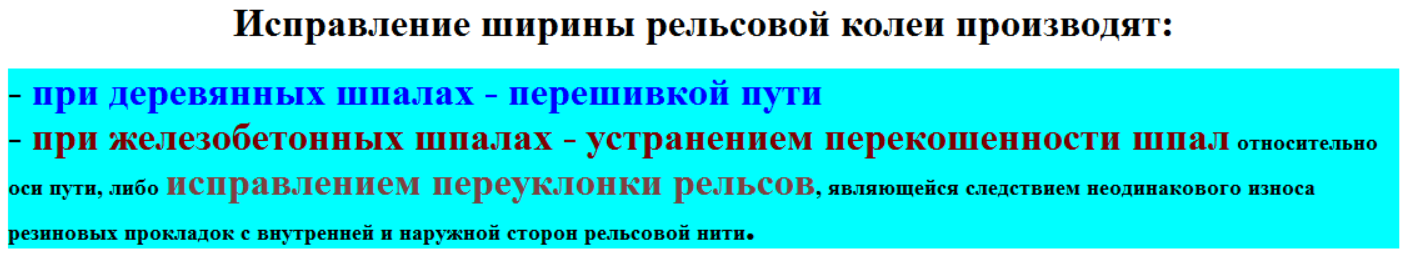 Исправление ширины рельсовой колеи производят:
- при деревянных шпалах - перешивкой пути
- при железобетонных шпалах - устранением перекошенности шпал относительно
оси пути, либо исправлением переуклонки рельсов, являющейся следствием неодинакового износа
резиновых прокладок с внутренней и наружной сторон рельсовой нити.